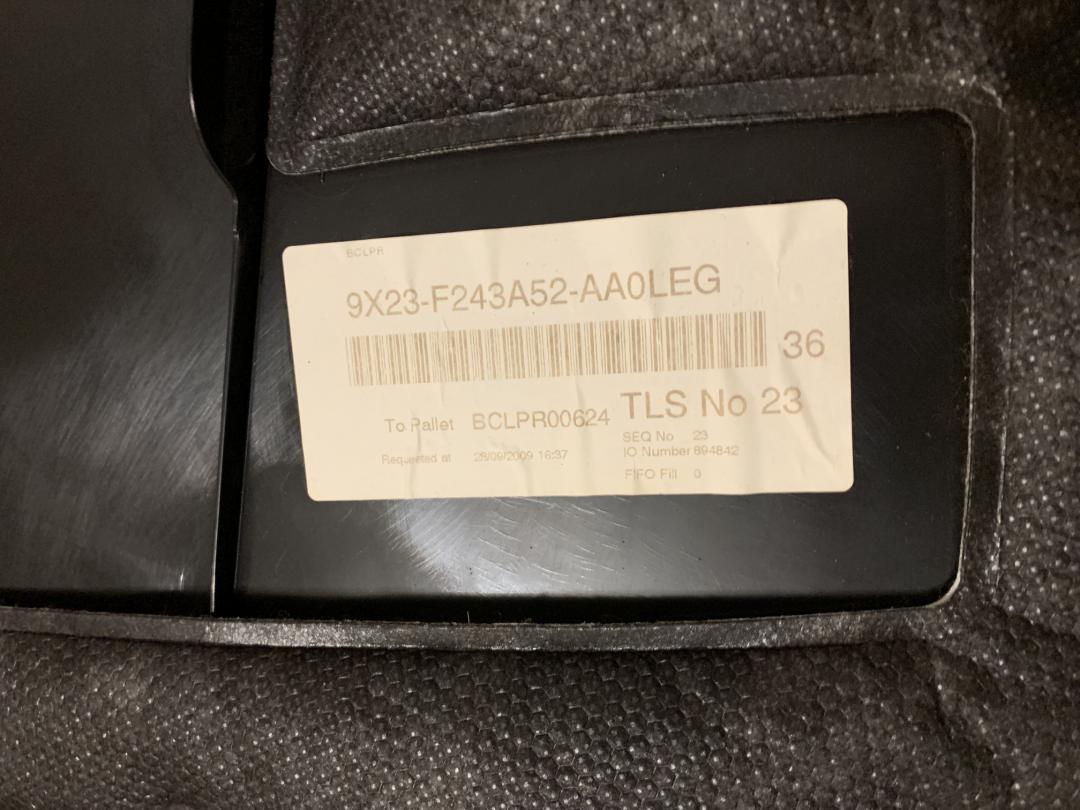 BCLPR
9X23-F243A52-AA0LEG
36
To Pallet BCLPR00624 TLS No 23
SEQ No 23
Requested at 28/09/2009 16:37 IO Number 894842
FIFO Fill 0